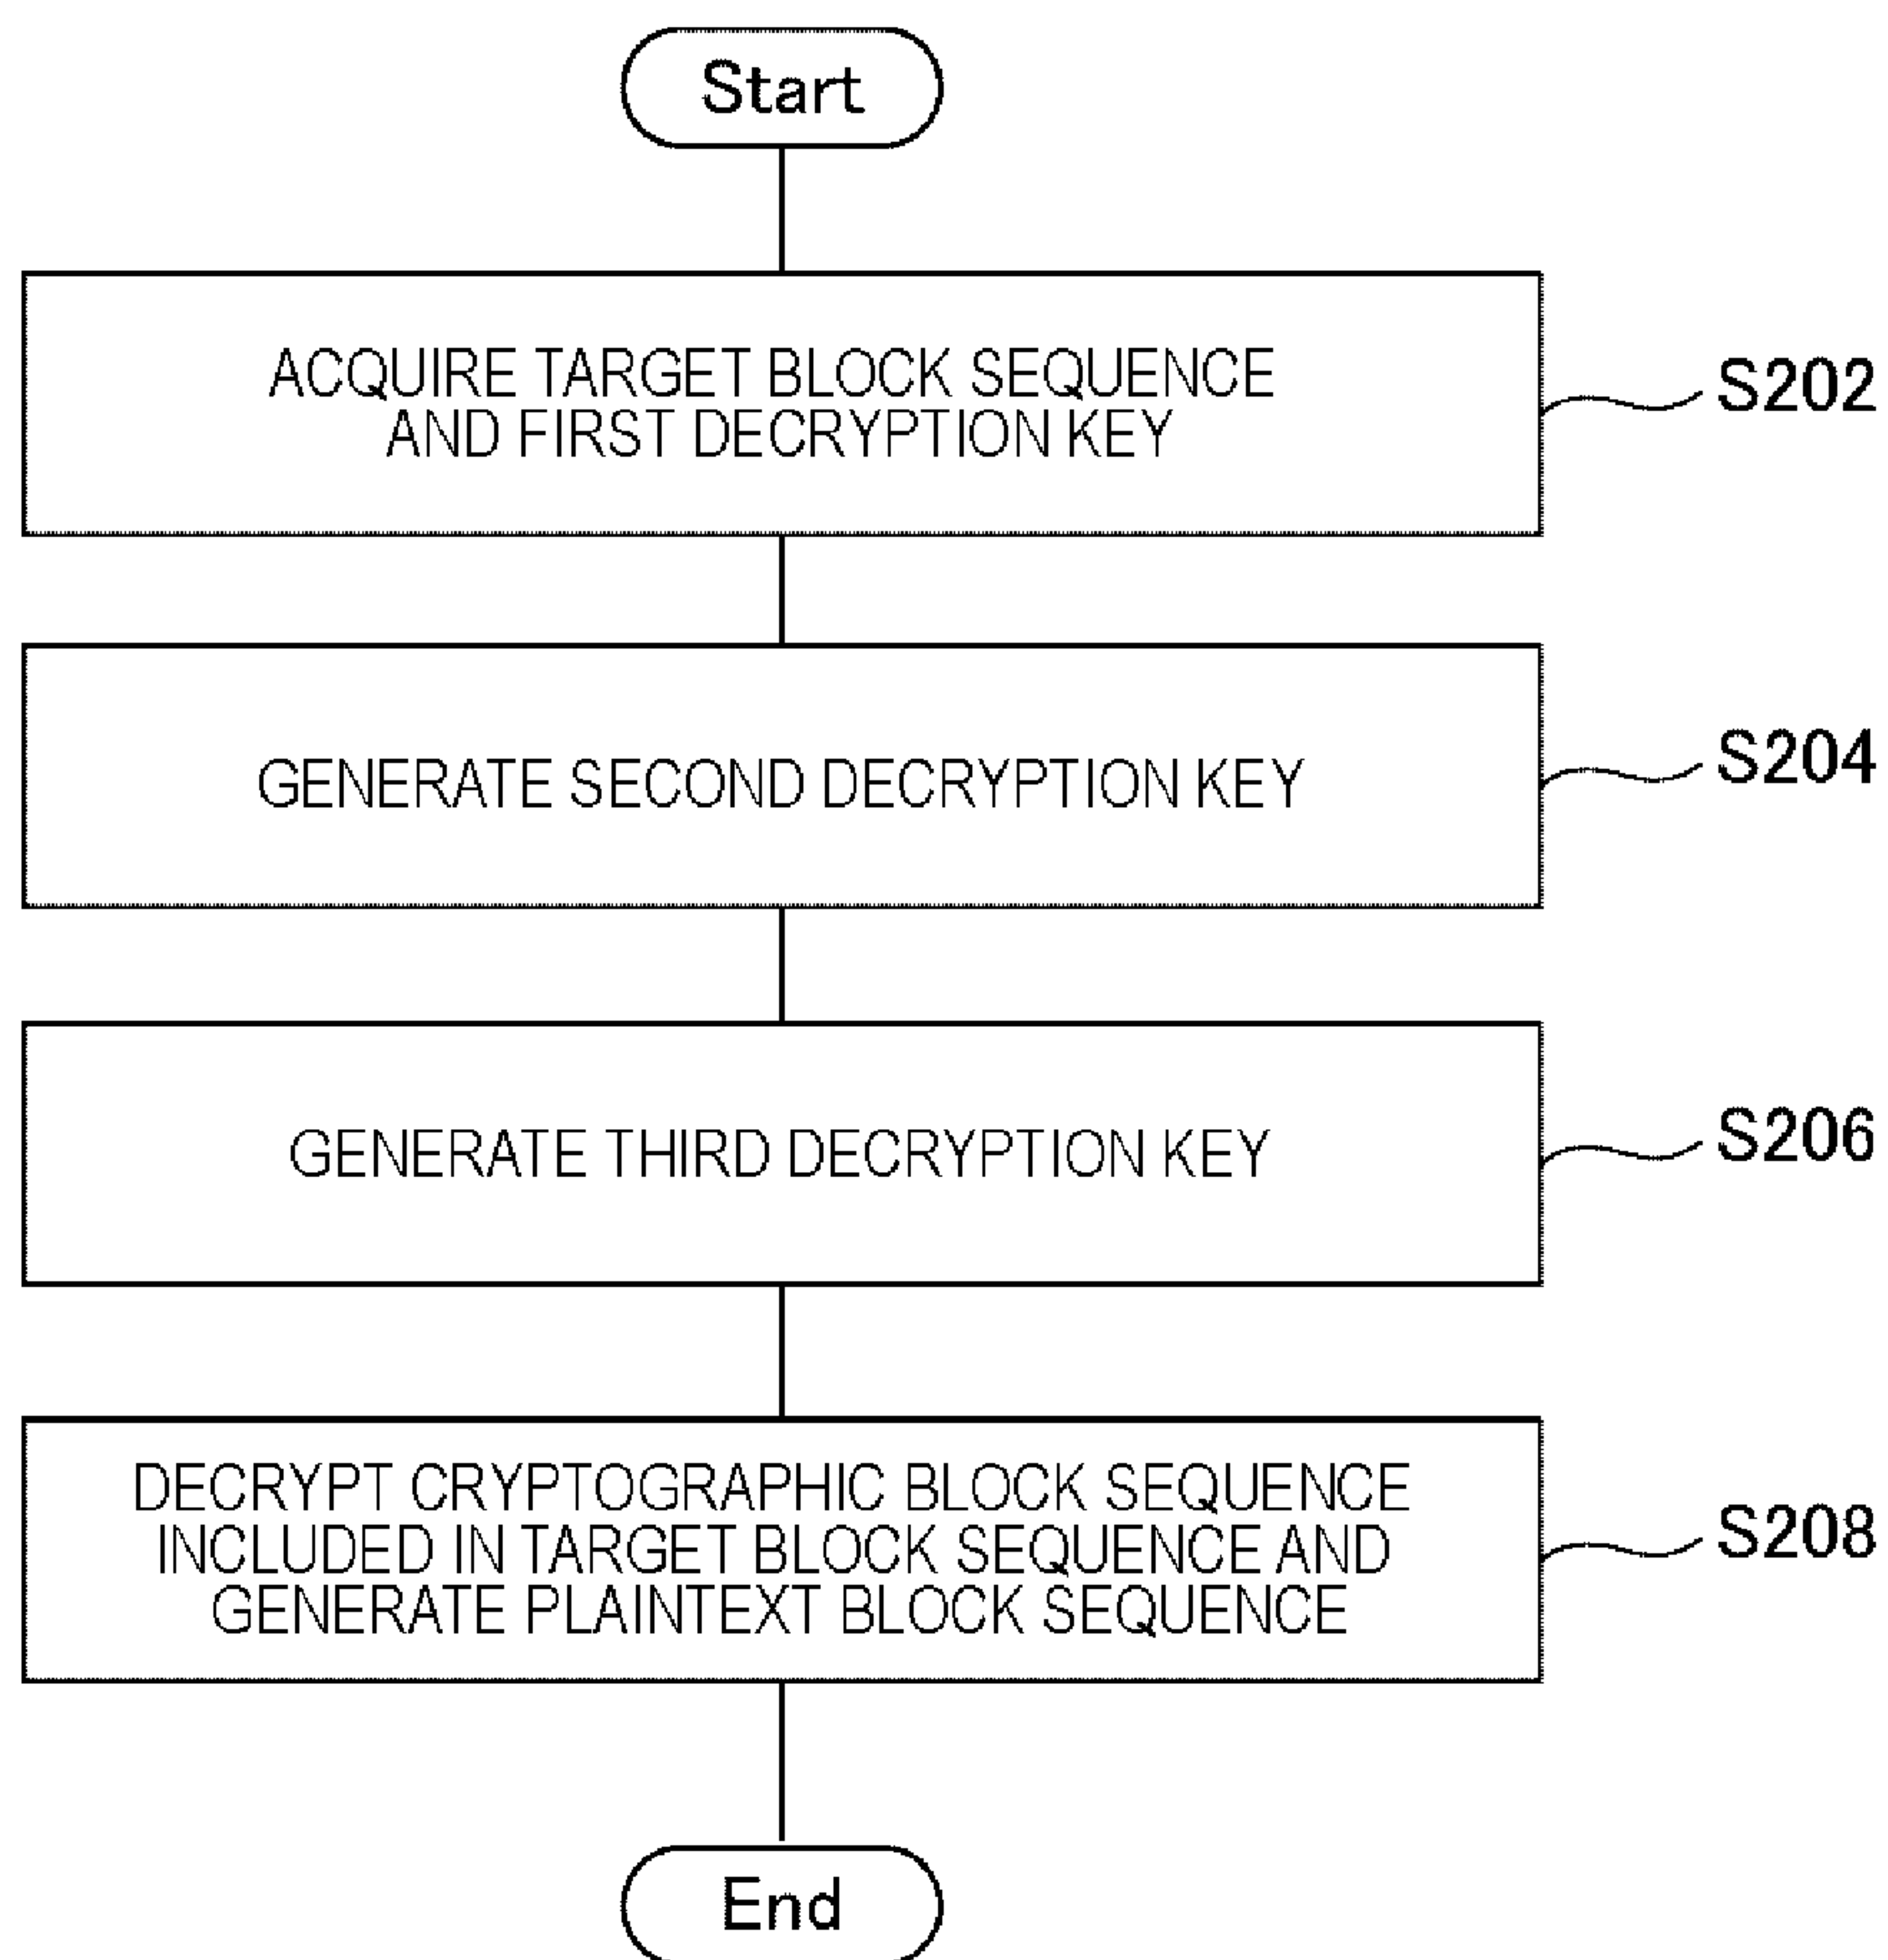 Start
ACQUIRE TARGET BLOCK SEQUENCE
AND FIRST DECRYPTION KEY
S202
GENERATE SECOND DECRYPTION KEY
S204
GENERATE THIRD DECRYPTION KEY
S206
DECRYPT CRYPTOGRAPHIC BLOCK SEQUENCE
INCLUDED IN TARGET BLOCK SEQUENCE AND
GENERATE PLAINTEXT BLOCK SEQUENCE
S208
End